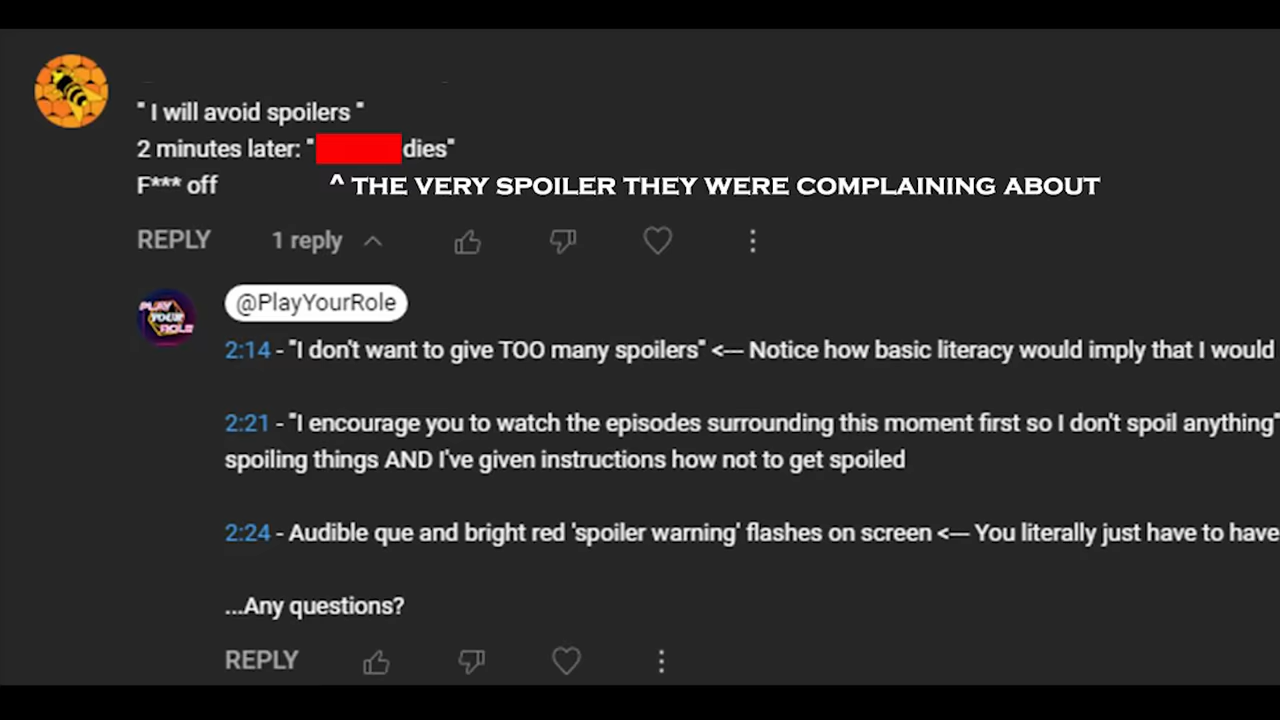 " I will avoid spoilers "
2 minutes later: " dies"
F*** off
^ THE VERY SPOILER THEY WERE COMPLAINING ABOUT
REPLY 1 reply
PLAY YOUR ROLE
@PlayYourRole
2:14 - "I don't want to give TOO many spoilers" <--- Notice how basic literacy would imply that I would
2:21 - "I encourage you to watch the episodes surrounding this moment first so I don't spoil anything"
spoiling things AND I've given instructions how not to get spoiled
2:24 - Audible que and bright red 'spoiler warning' flashes on screen <--- You literally just have to have
...Any questions?
REPLY